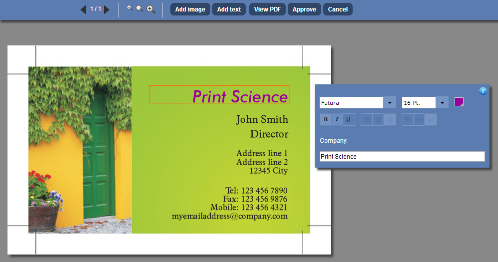 1 / 1
Add image Add text View PDF Approve Cancel
Print Science
John Smith
Director
Address line 1
Address line 2
12345 City
Tel: 123 456 7890
Fax: 123 456 9876
Mobile: 123 456 4321
myemailaddress@company.com
Futura 16 Pt.
B I U
Company:
Print Science